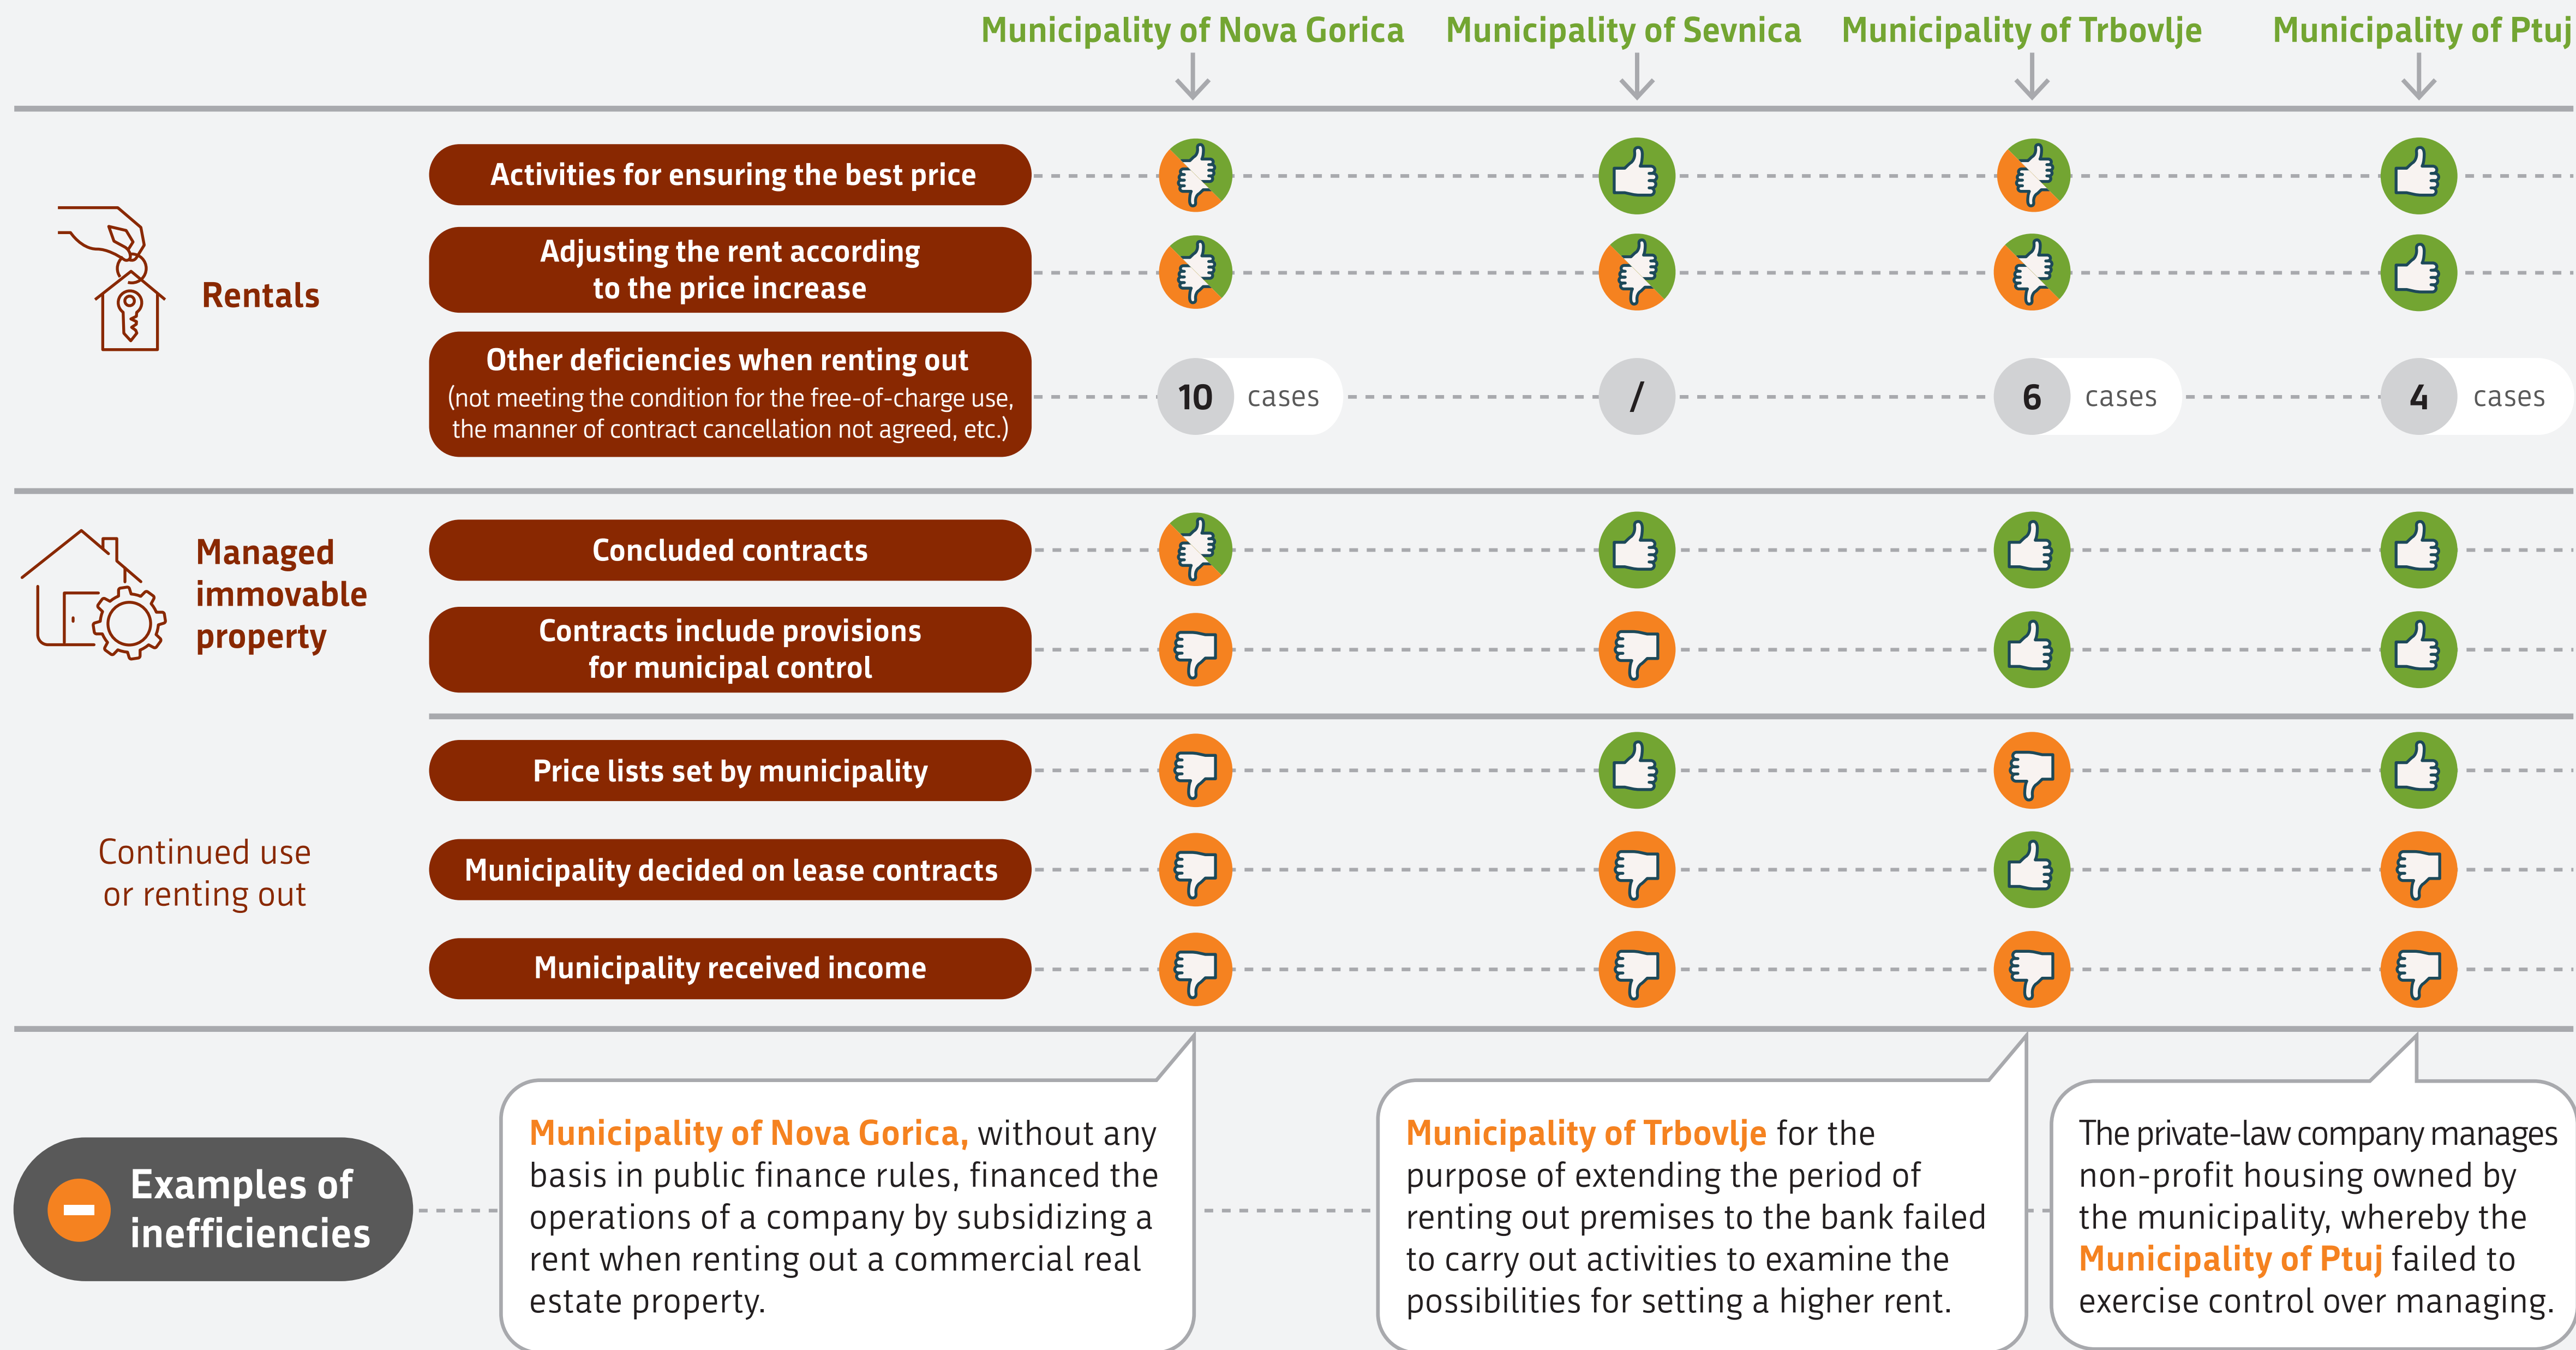 Municipality of Nova Gorica
Municipality of Sevnica
Municipality of Trbovlje
Municipality of Ptuj
Rentals
Activities for ensuring the best price
Adjusting the rent according
to the price increase
Other deficiencies when renting out
(not meeting the condition for the free-of-charge use,
the manner of contract cancellation not agreed, etc.)
10 cases
/
6 cases
4 cases
Managed
immovable
property
Concluded contracts
Contracts include provisions
for municipal control
Continued use
or renting out
Price lists set by municipality
Municipality decided on lease contracts
Municipality received income
Examples of
inefficiencies
Municipality of Nova Gorica, without any
basis in public finance rules, financed the
operations of a company by subsidizing a
rent when renting out a commercial real
estate property.
Municipality of Trbovlje for the
purpose of extending the period of
renting out premises to the bank failed
to carry out activities to examine the
possibilities for setting a higher rent.
The private-law company manages
non-profit housing owned by
the municipality, whereby the
Municipality of Ptuj failed to
exercise control over managing.